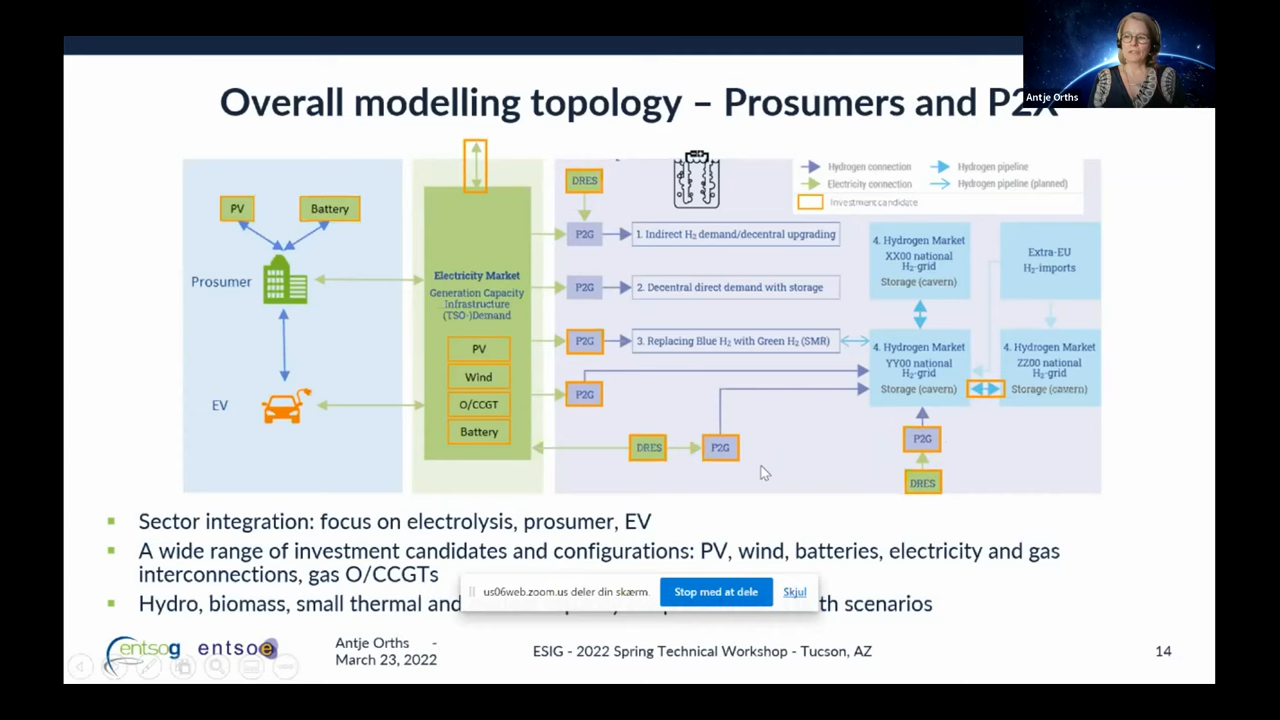 Antje Orths
Overall modelling topology – Prosumers and P2X
PV
Battery
Prosumer
EV
Electricity Market
Generation Capacity
Infrastructure
(TSO-)Demand
PV
Wind
O/CCGT
Battery
DRES
P2G
1. Indirect H₂ demand/decentral upgrading
P2G
2. Decentral direct demand with storage
P2G
3. Replacing Blue H₂ with Green H₂ (SMR)
P2G
DRES
P2G
Hydrogen connection
Hydrogen pipeline
Electricity connection
Hydrogen pipeline (planned)
Investment candidate
4. Hydrogen Market
XX00 national
H₂-grid
Storage (cavern)
Extra-EU
H₂-imports
4. Hydrogen Market
YY00 national
H₂-grid
Storage (cavern)
4. Hydrogen Market
ZZ00 national
H₂-grid
Storage (cavern)
P2G
DRES
Sector integration: focus on electrolysis, prosumer, EV
A wide range of investment candidates and configurations: PV, wind, batteries, electricity and gas
interconnections, gas O/CCGTs
Hydro, biomass, small thermal and
scenarios
us06web.zoom.us deler din skærm.
Stop med at dele
Skjul
entsog
entsoe
Antje Orths -
March 23, 2022
ESIG - 2022 Spring Technical Workshop - Tucson, AZ
14